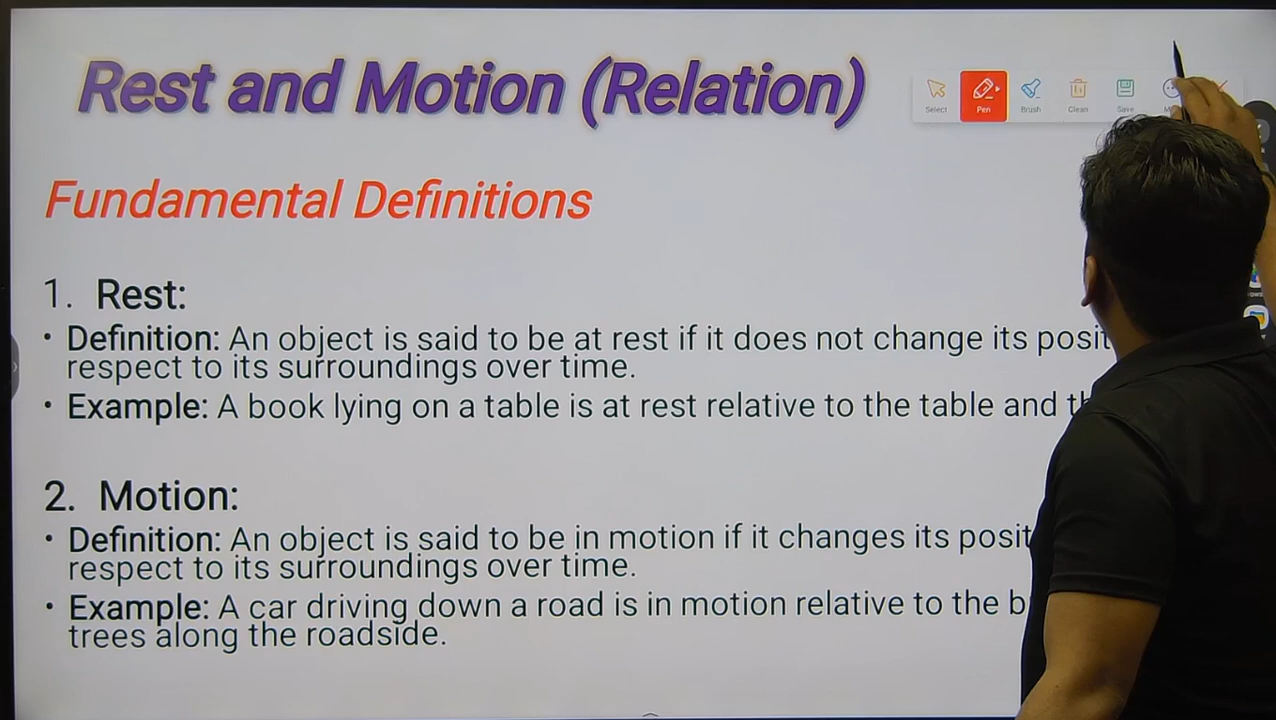 Rest and Motion (Relation)
Select Pen Brush Clean Save
Fundamental Definitions
1. Rest:
• Definition: An object is said to be at rest if it does not change its posit
respect to its surroundings over time.
• Example: A book lying on a table is at rest relative to the table and
2. Motion:
• Definition: An object is said to be in motion if it changes its posit
respect to its surroundings over time.
• Example: A car driving down a road is in motion relative to the b
trees along the roadside.